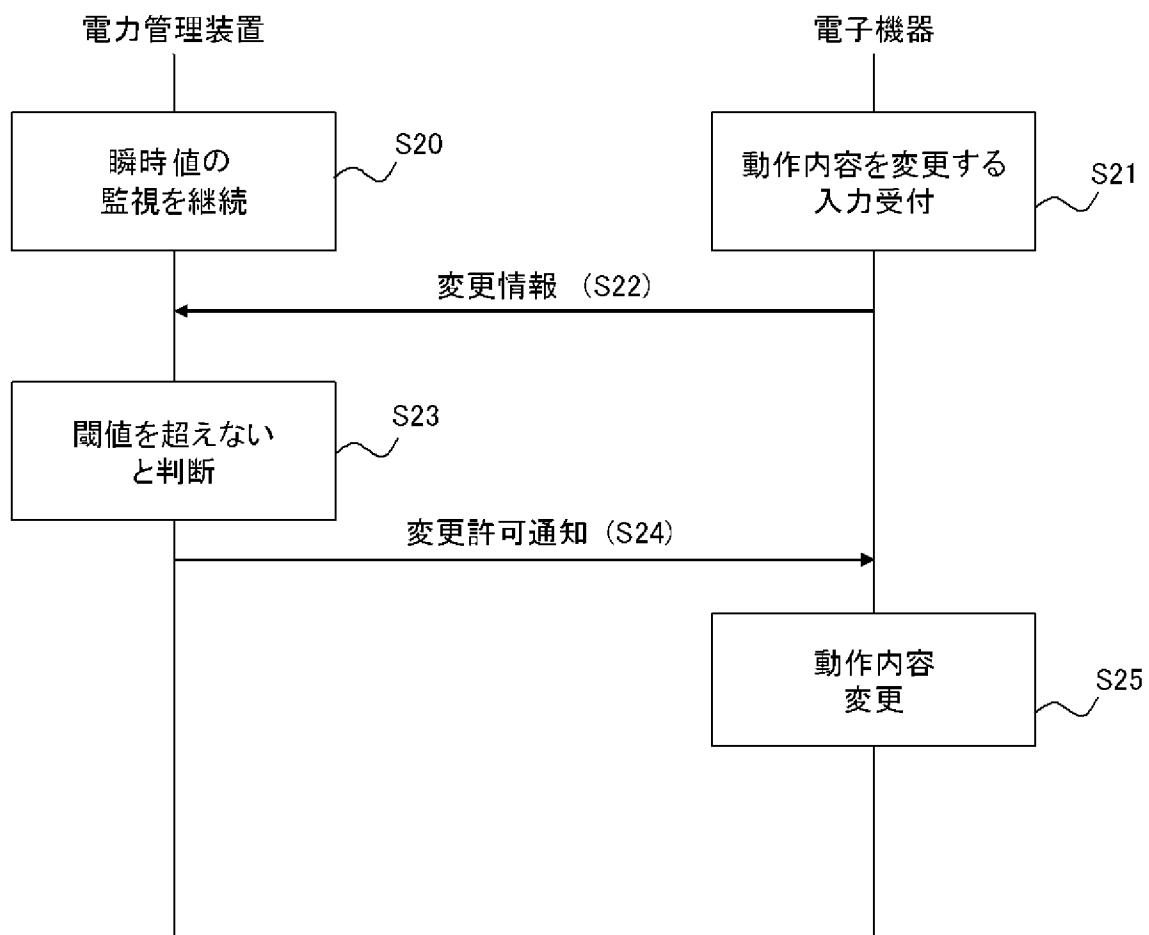 電力管理装置
電子機器
瞬時値の
監視を継続
S20
動作内容を変更する
入力受付
S21
変更情報 （S22）
閾値を超えない
と判断
S23
変更許可通知（S24）
動作内容
変更
S25